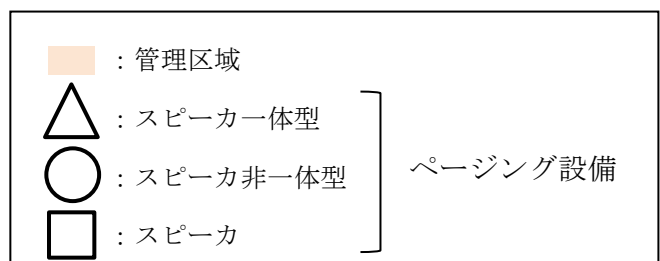 ：管理区域
：スピーカ一体型
：スピーカ非一体型
：スピーカ
ページング設備